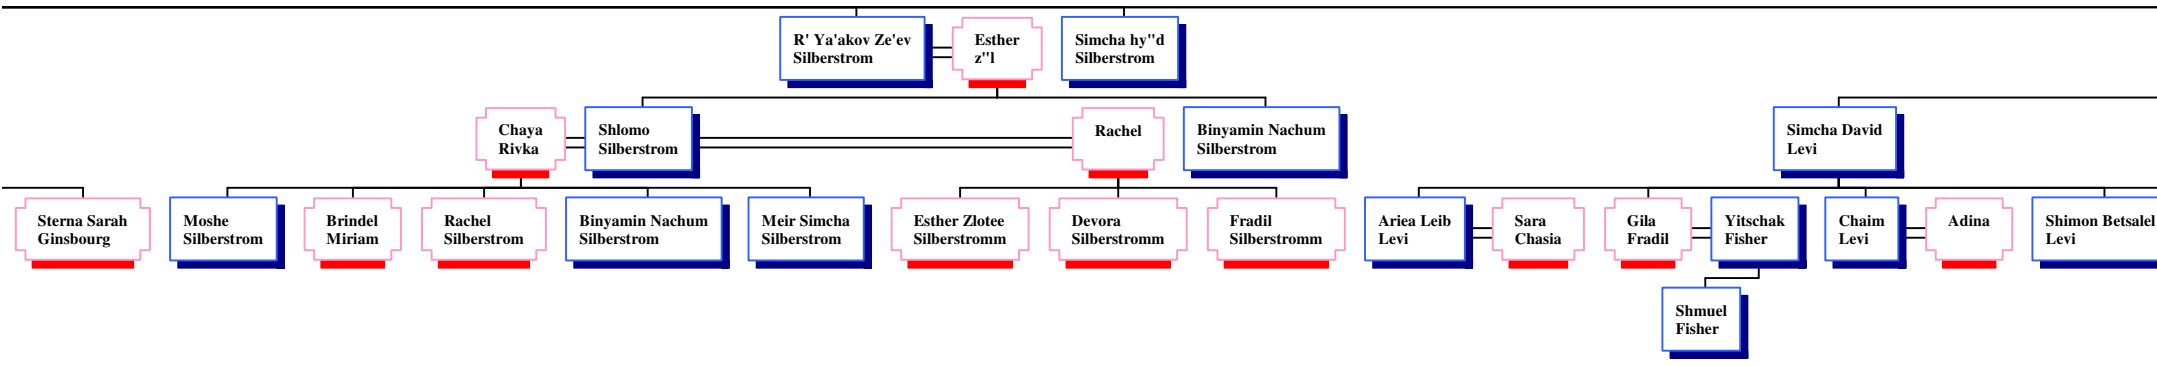 R' Ya'akov Ze'ev
Silberstrom
Esther
z"l
Simcha hy"d
Silberstrom
Chaya
Rivka
Shlomo
Silberstrom
Rachel
Binyamin Nachum
Silberstrom
Simcha David
Levi
Sterna Sarah
Ginsbourg
Moshe
Silberstrom
Brindel
Miriam
Rachel
Silberstrom
Binyamin Nachum
Silberstrom
Meir Simcha
Silberstrom
Esther Zlotee
Silberstromm
Devora
Silberstromm
Fradil
Silberstromm
Ariea Leib
Levi
Sara
Chasia
Gila
Fradil
Yitschak
Fisher
Chaim
Levi
Adina
Shimon Betsalel
Levi
Shmuel
Fisher